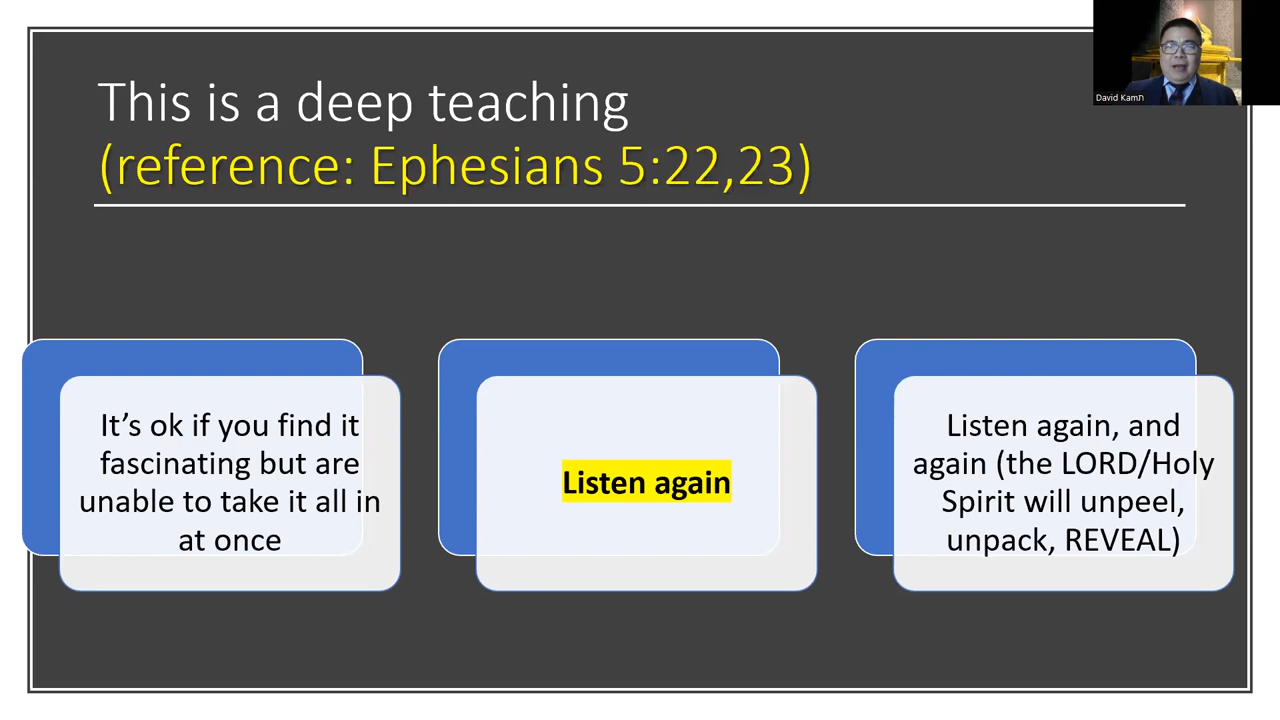 This is a deep teaching
(reference: Ephesians 5:22,23)
David Kamתה
It’s ok if you find it
fascinating but are
unable to take it all in
at once
Listen again
Listen again, and
again (the LORD/Holy
Spirit will unpeel,
unpack, REVEAL)